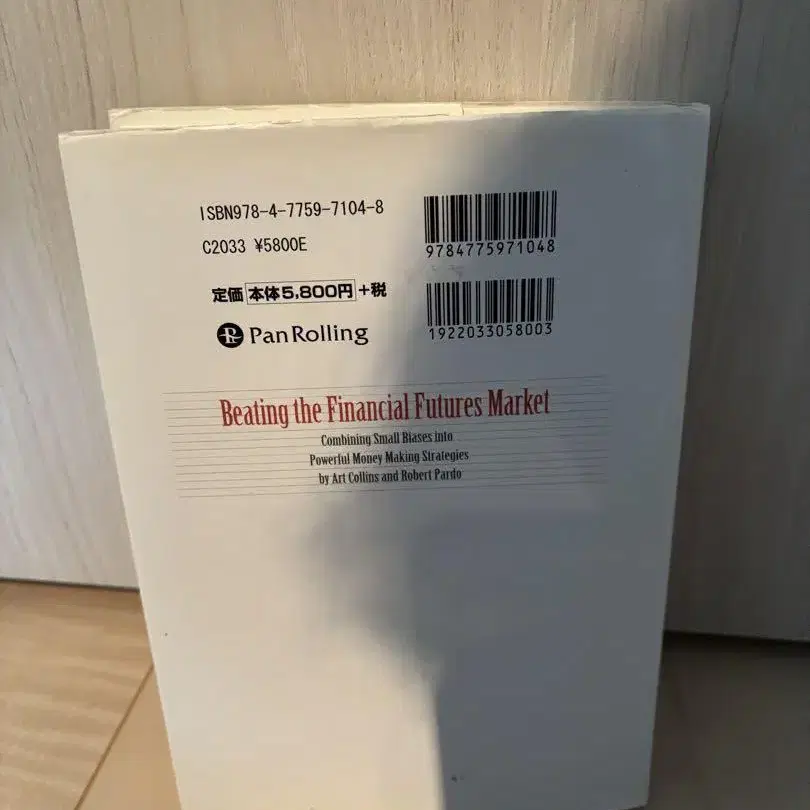 ISBN978-4-7759-7104-8
C2033 ¥5800E
9784775971048
定価 本体5,800円+税
1922033058003
PanRolling
Beating the Financial Futures Market
Combining Small Biases into
Powerful Money Making Strategies
by Art Collins and Robert Pardo